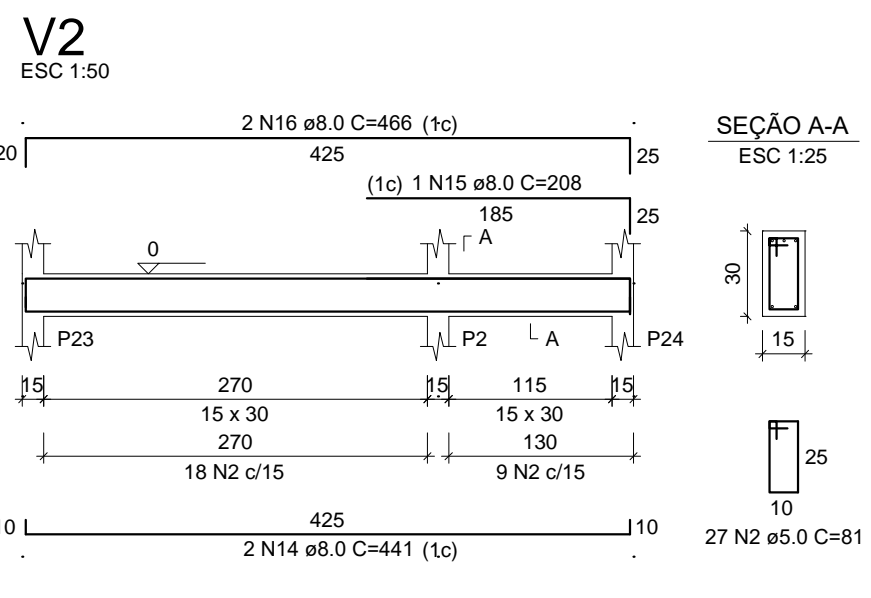 V2
ESC 1:50
2 N16 ø8.0 C=466 (1c)
20
425
25
SEÇÃO A-A
ESC 1:25
(1c) 1 N15 ø8.0 C=208
185
25
A
0
30
15
P23
P2
A
P24
15
270
15
115
15
15 x 30
15 x 30
270
130
18 N2 c/15
9 N2 c/15
25
10
27 N2 ø5.0 C=81
10
425
10
2 N14 ø8.0 C=441 (1c)